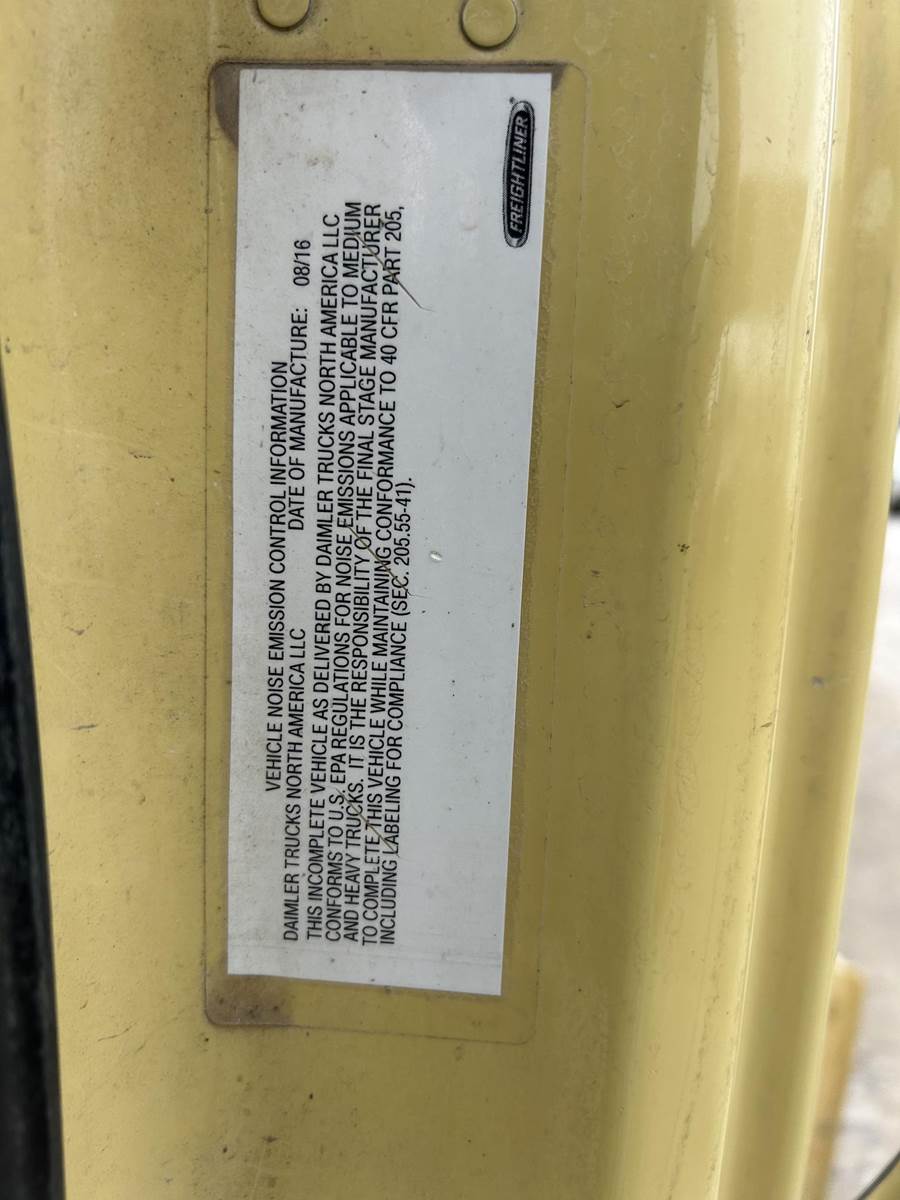 VEHICLE NOISE EMISSION CONTROL INFORMATION
DAIMLER TRUCKS NORTH AMERICA LLC DATE OF MANUFACTURE: 08/16
THIS INCOMPLETE VEHICLE AS DELIVERED BY DAIMLER TRUCKS NORTH AMERICA LLC
CONFORMS TO U.S. EPA REGULATIONS FOR NOISE EMISSIONS APPLICABLE TO MEDIUM
AND HEAVY TRUCKS. IT IS THE RESPONSIBILITY OF THE FINAL STAGE MANUFACTURER
TO COMPLETE THIS VEHICLE WHILE MAINTAINING CONFORMANCE TO 40 CFR PART 205,
INCLUDING LABELING FOR COMPLIANCE (SEC. 205.55-41).
FREIGHTLINER